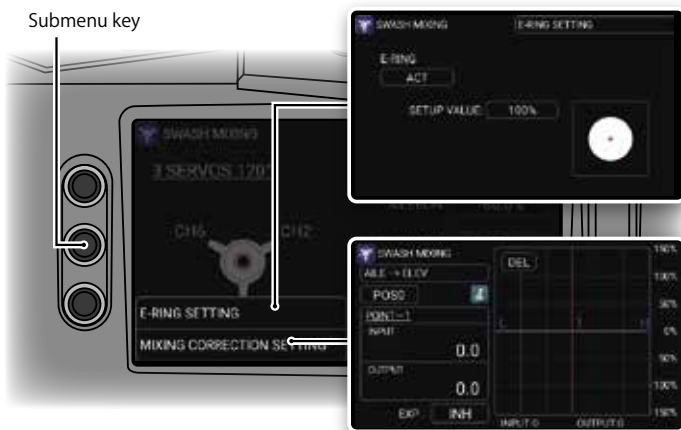 Submenu key
SWASH MIXING
3 SERVOS 120°
CH6
CH2
E-RING SETTING
MIXING CORRECTION SETTING
SWASH MIXING
E-RING SETTING
E-RING
ACT
SETUP VALUE: 100%
SWASH MIXING
AILE → ELEV
POS0
POINT-1
INPUT
0.0
OUTPUT
0.0
EXP
INH
DEL
L
H
150%
100%
50%
0%
50%
100%
150%
INPUT:0
OUTPUT:0